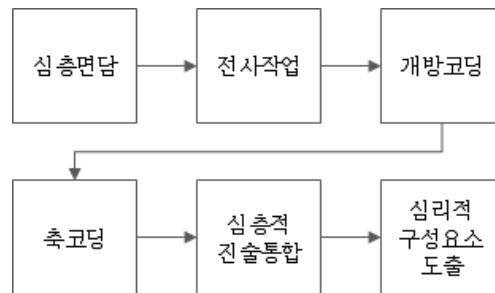 심층면담
전사작업
개방코딩
축코딩
심층적
진술통합
심리적
구성요소
도출